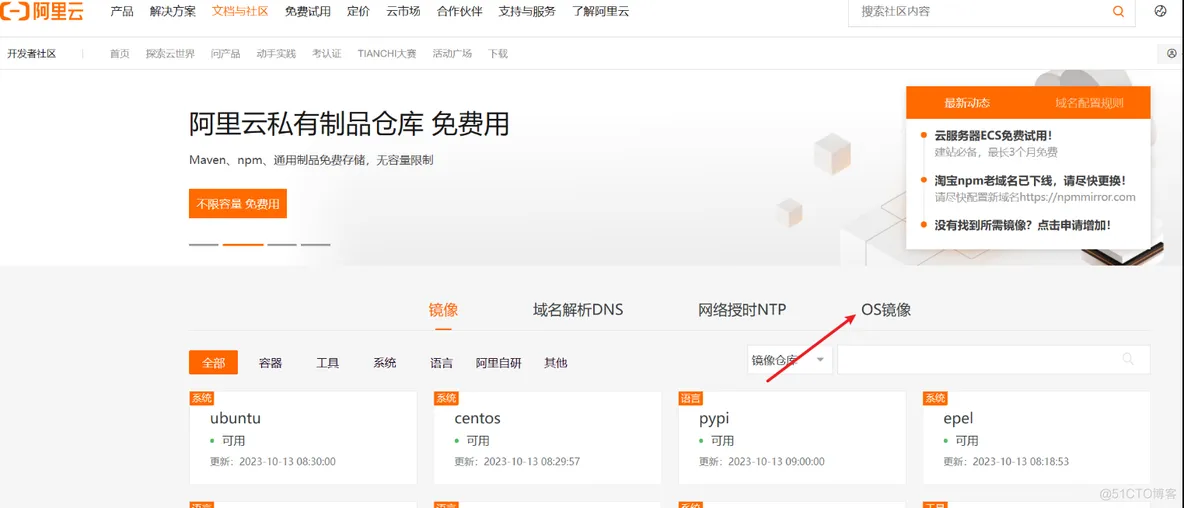 阿里云 产品 解决方案 文档与社区 免费试用 定价 云市场 合作伙伴 支持与服务 了解阿里云 搜索社区内容
开发者社区 首页 探索云世界 问产品 动手实践 考认证 TIANCHI大赛 活动广场 下载
阿里云私有制品仓库 免费用
Maven、npm、通用制品免费存储，无容量限制
不限容量 免费用
最新动态 域名配置规则
云服务器ECS免费试用！
建站必备，最长3个月免费
淘宝npm老域名已下线，请尽快更换！
请尽快配置新域名https://npmmirror.com
没有找到所需镜像？点击申请增加！
镜像 域名解析DNS 网络授时NTP OS镜像
全部 容器 工具 系统 语言 阿里自研 其他 镜像仓库
系统 系统 语言 系统
ubuntu centos pypi epel
可用 可用 可用 可用
更新：2023-10-13 08:30:00 更新：2023-10-13 08:29:57 更新：2023-10-13 09:00:00 更新：2023-10-13 08:18:53
语言 语言 系统 工具
@51CTO博客